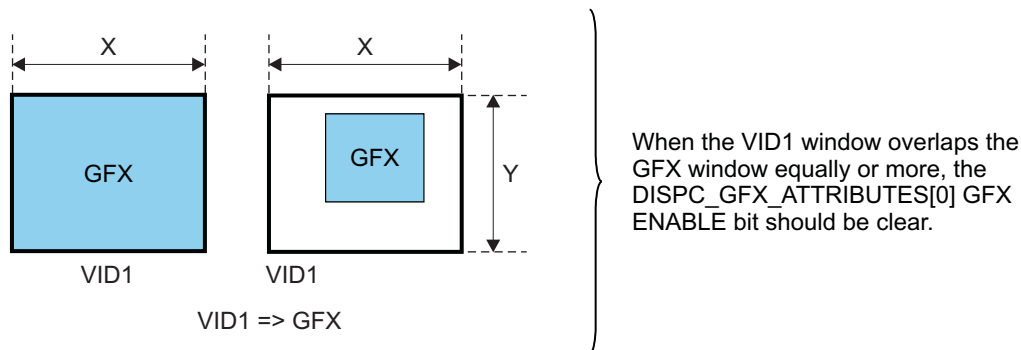 X
X
GFX
GFX
Y
VID1
VID1
VID1 => GFX
When the VID1 window overlaps the
GFX window equally or more, the
DISPC_GFX_ATTRIBUTES[0] GFX
ENABLE bit should be clear.